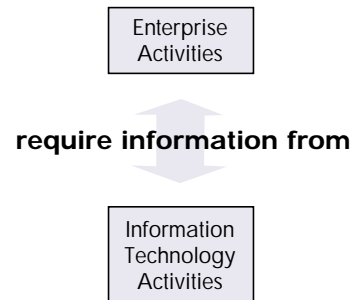 Enterprise
Activities
require information from
Information
Technology
Activities